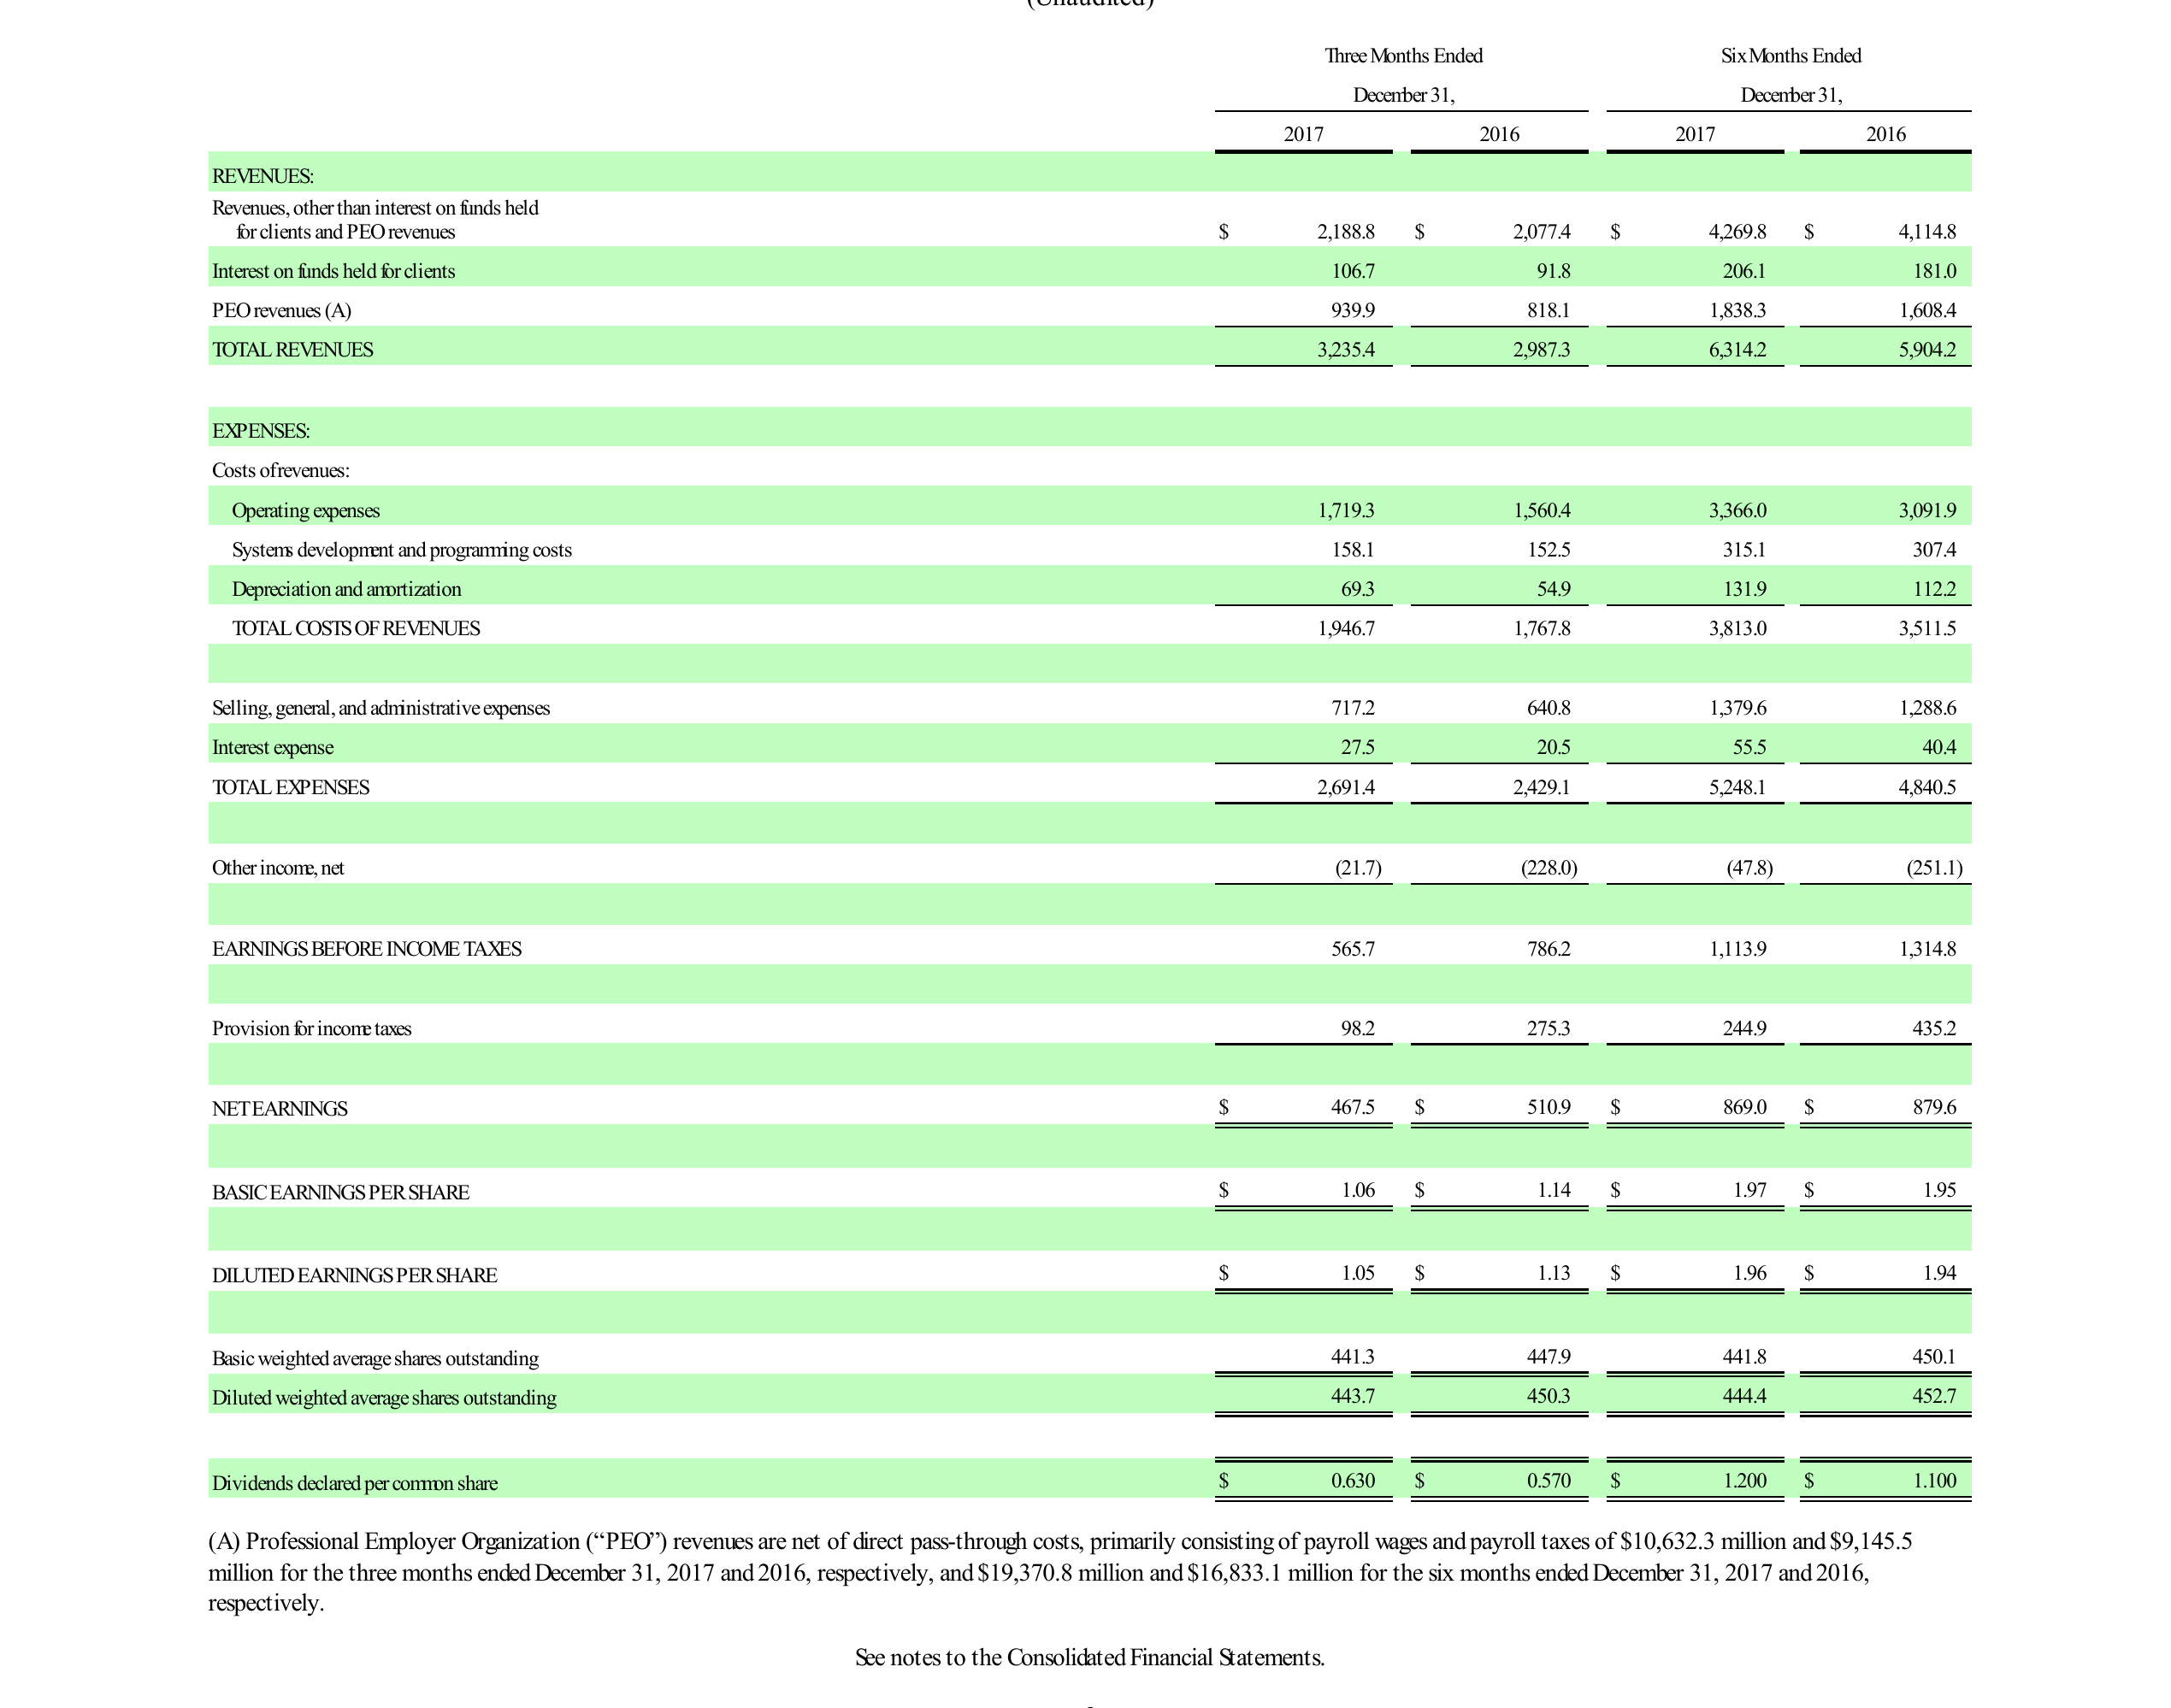 (Unaudited)
Three Months Ended Six Months Ended
December 31, December 31,
2017 2016 2017 2016
REVENUES:
Revenues, other than interest on funds held
for clients and PEO revenues $ 2,188.8 $ 2,077.4 $ 4,269.8 $ 4,114.8
Interest on funds held for clients 106.7 91.8 206.1 181.0
PEO revenues (A) 939.9 818.1 1,838.3 1,608.4
TOTAL REVENUES 3,235.4 2,987.3 6,314.2 5,904.2
EXPENSES:
Costs of revenues:
Operating expenses 1,719.3 1,560.4 3,366.0 3,091.9
Systems development and programming costs 158.1 152.5 315.1 307.4
Depreciation and amortization 69.3 54.9 131.9 112.2
TOTAL COSTS OF REVENUES 1,946.7 1,767.8 3,813.0 3,511.5
Selling, general, and administrative expenses 717.2 640.8 1,379.6 1,288.6
Interest expense 27.5 20.5 55.5 40.4
TOTAL EXPENSES 2,691.4 2,429.1 5,248.1 4,840.5
Other income, net (21.7) (228.0) (47.8) (251.1)
EARNINGS BEFORE INCOME TAXES 565.7 786.2 1,113.9 1,314.8
Provision for income taxes 98.2 275.3 244.9 435.2
NET EARNINGS $ 467.5 $ 510.9 $ 869.0 $ 879.6
BASIC EARNINGS PER SHARE $ 1.06 $ 1.14 $ 1.97 $ 1.95
DILUTED EARNINGS PER SHARE $ 1.05 $ 1.13 $ 1.96 $ 1.94
Basic weighted average shares outstanding 441.3 447.9 441.8 450.1
Diluted weighted average shares outstanding 443.7 450.3 444.4 452.7
Dividends declared per common share $ 0.630 $ 0.570 $ 1.200 $ 1.100
(A) Professional Employer Organization (“PEO”) revenues are net of direct pass-through costs, primarily consisting of payroll wages and payroll taxes of $10,632.3 million and $9,145.5
million for the three months ended December 31, 2017 and 2016, respectively, and $19,370.8 million and $16,833.1 million for the six months ended December 31, 2017 and 2016,
respectively.
See notes to the Consolidated Financial Statements.